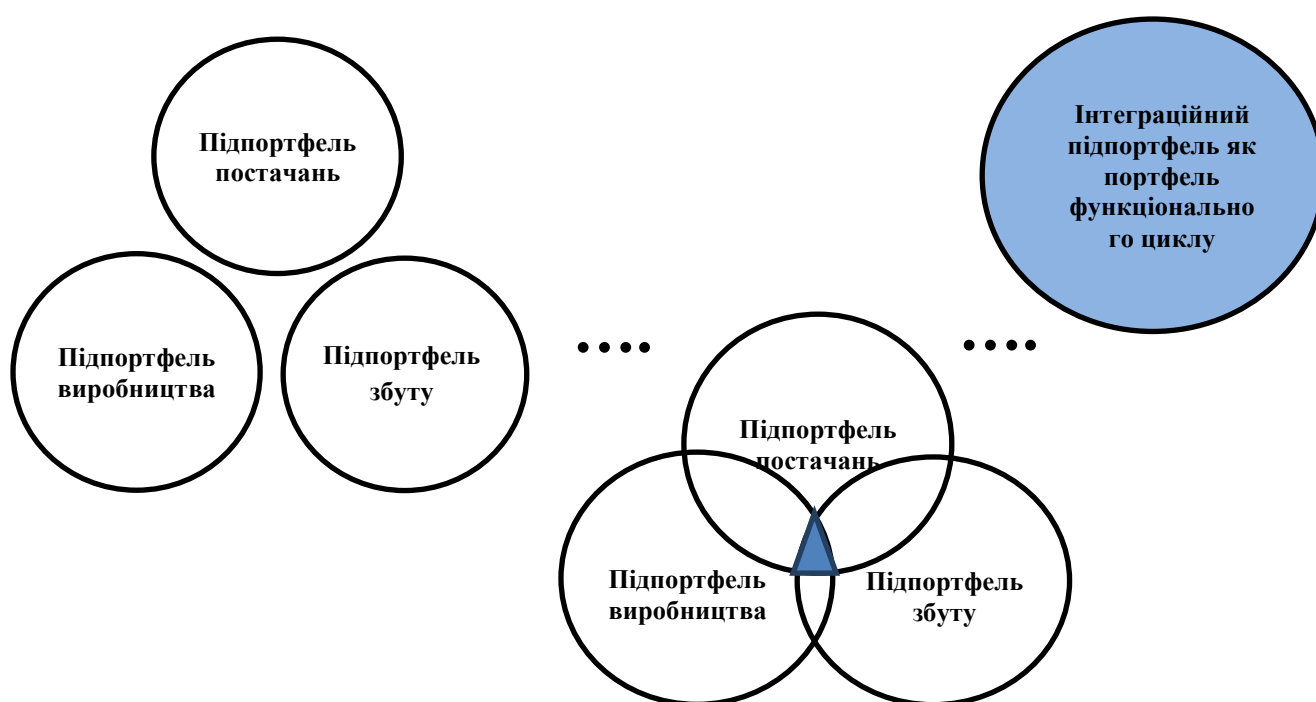 Підпортфель
постачань
Підпортфель
виробництва
Підпортфель
збуту
Інтеграційний
підпортфель як
портфель
функціонально
го циклу
Підпортфель
постачань
Підпортфель
виробництва
Підпортфель
збуту